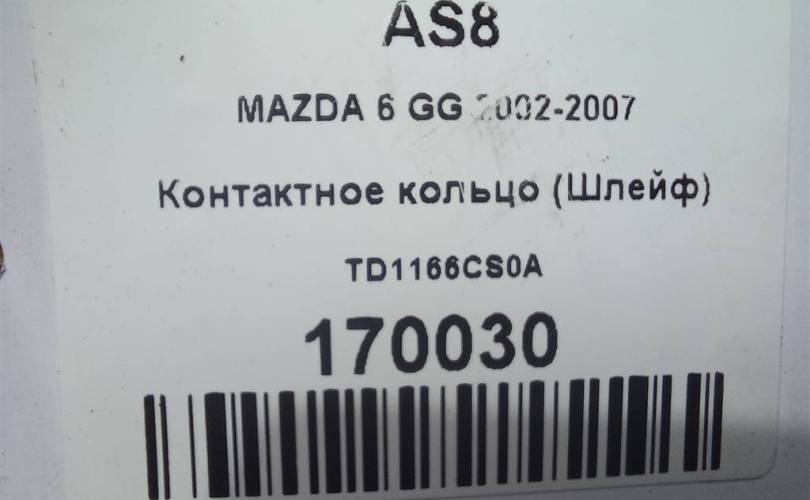 AS8
MAZDA 6 GG 2002-2007
Контактное кольцо (Шлейф)
TD1166CS0A
170030